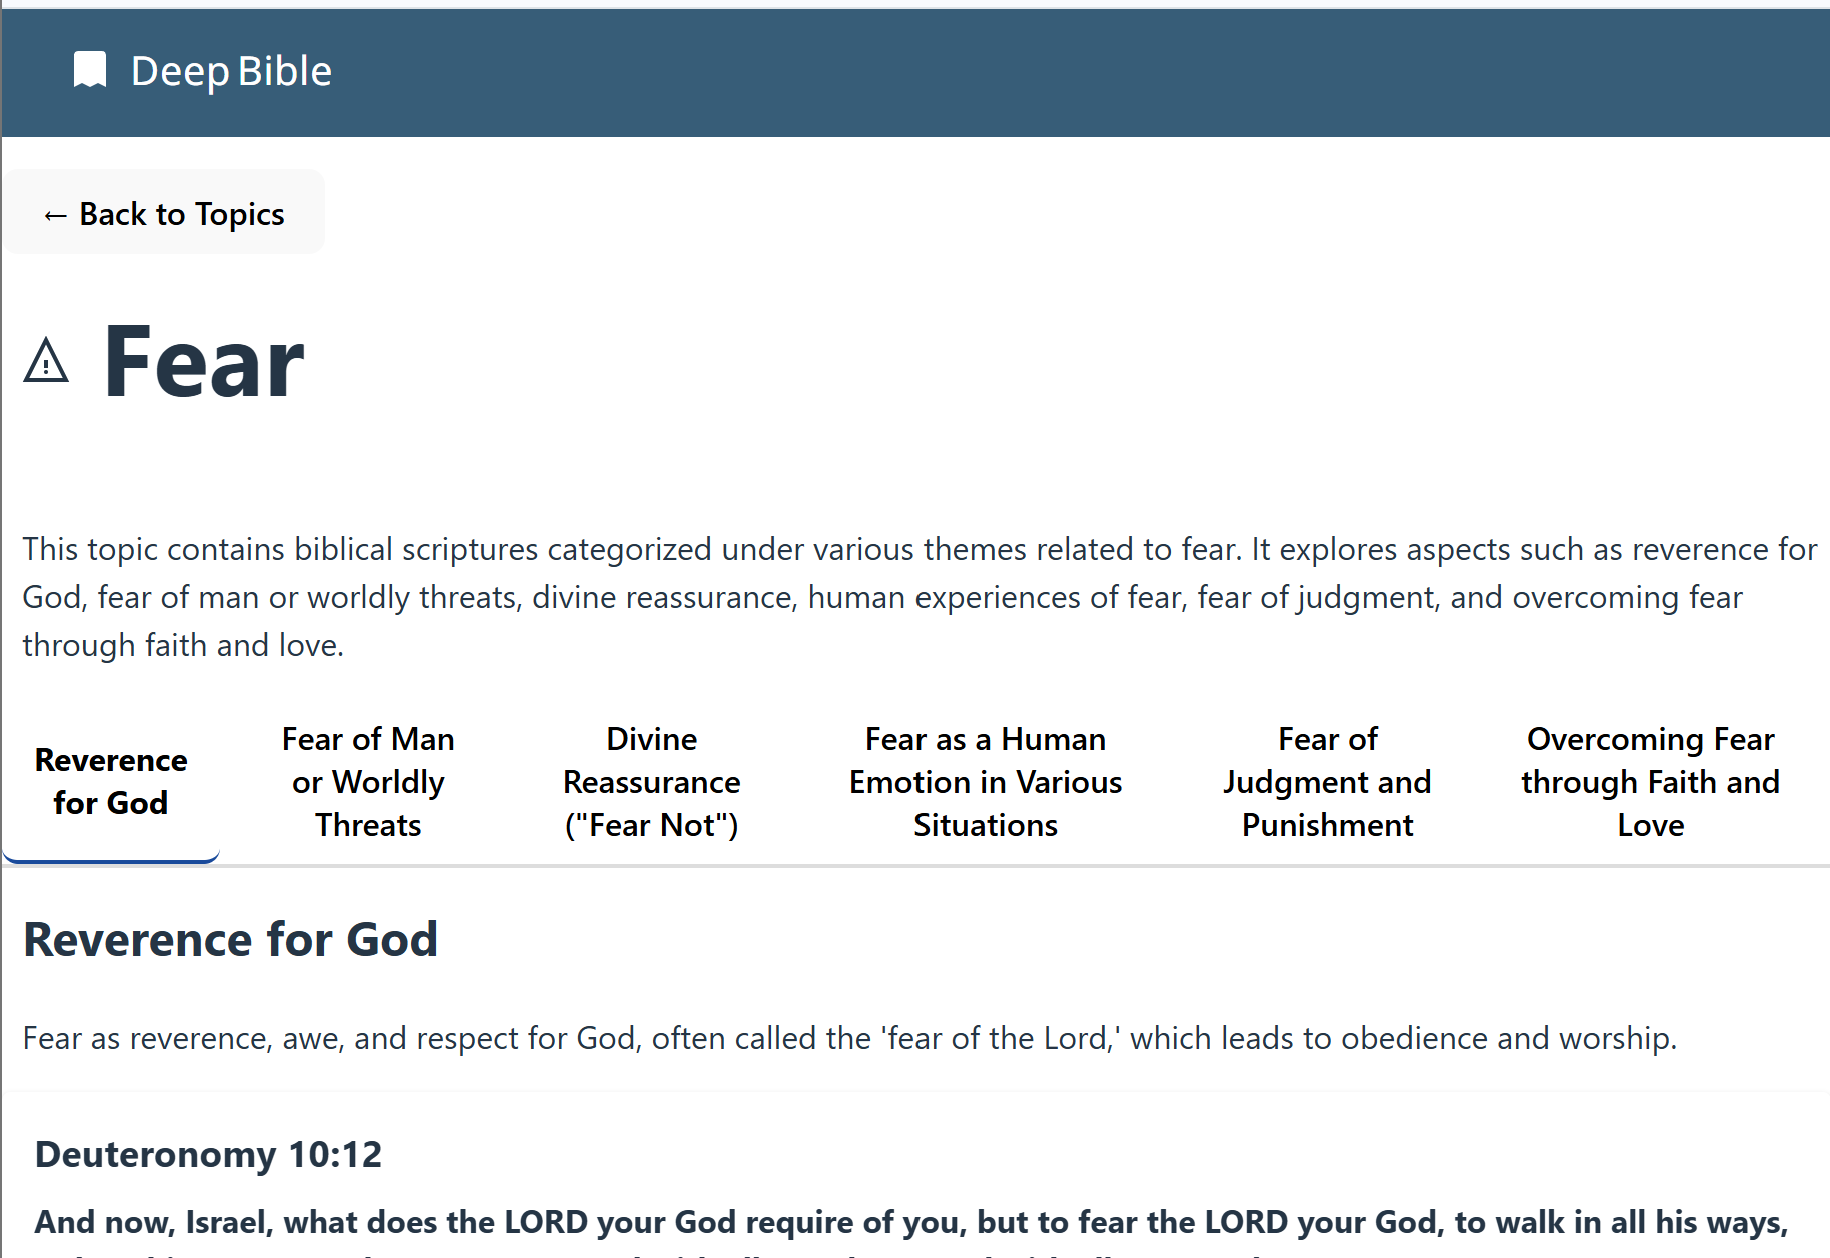 Deep Bible
← Back to Topics
Fear
This topic contains biblical scriptures categorized under various themes related to fear. It explores aspects such as reverence for
God, fear of man or worldly threats, divine reassurance, human experiences of fear, fear of judgment, and overcoming fear
through faith and love.
Reverence
for God
Fear of Man
or Worldly
Threats
Divine
Reassurance
("Fear Not")
Fear as a Human
Emotion in Various
Situations
Fear of
Judgment and
Punishment
Overcoming Fear
through Faith and
Love
Reverence for God
Fear as reverence, awe, and respect for God, often called the 'fear of the Lord,' which leads to obedience and worship.
Deuteronomy 10:12
And now, Israel, what does the LORD your God require of you, but to fear the LORD your God, to walk in all his ways,